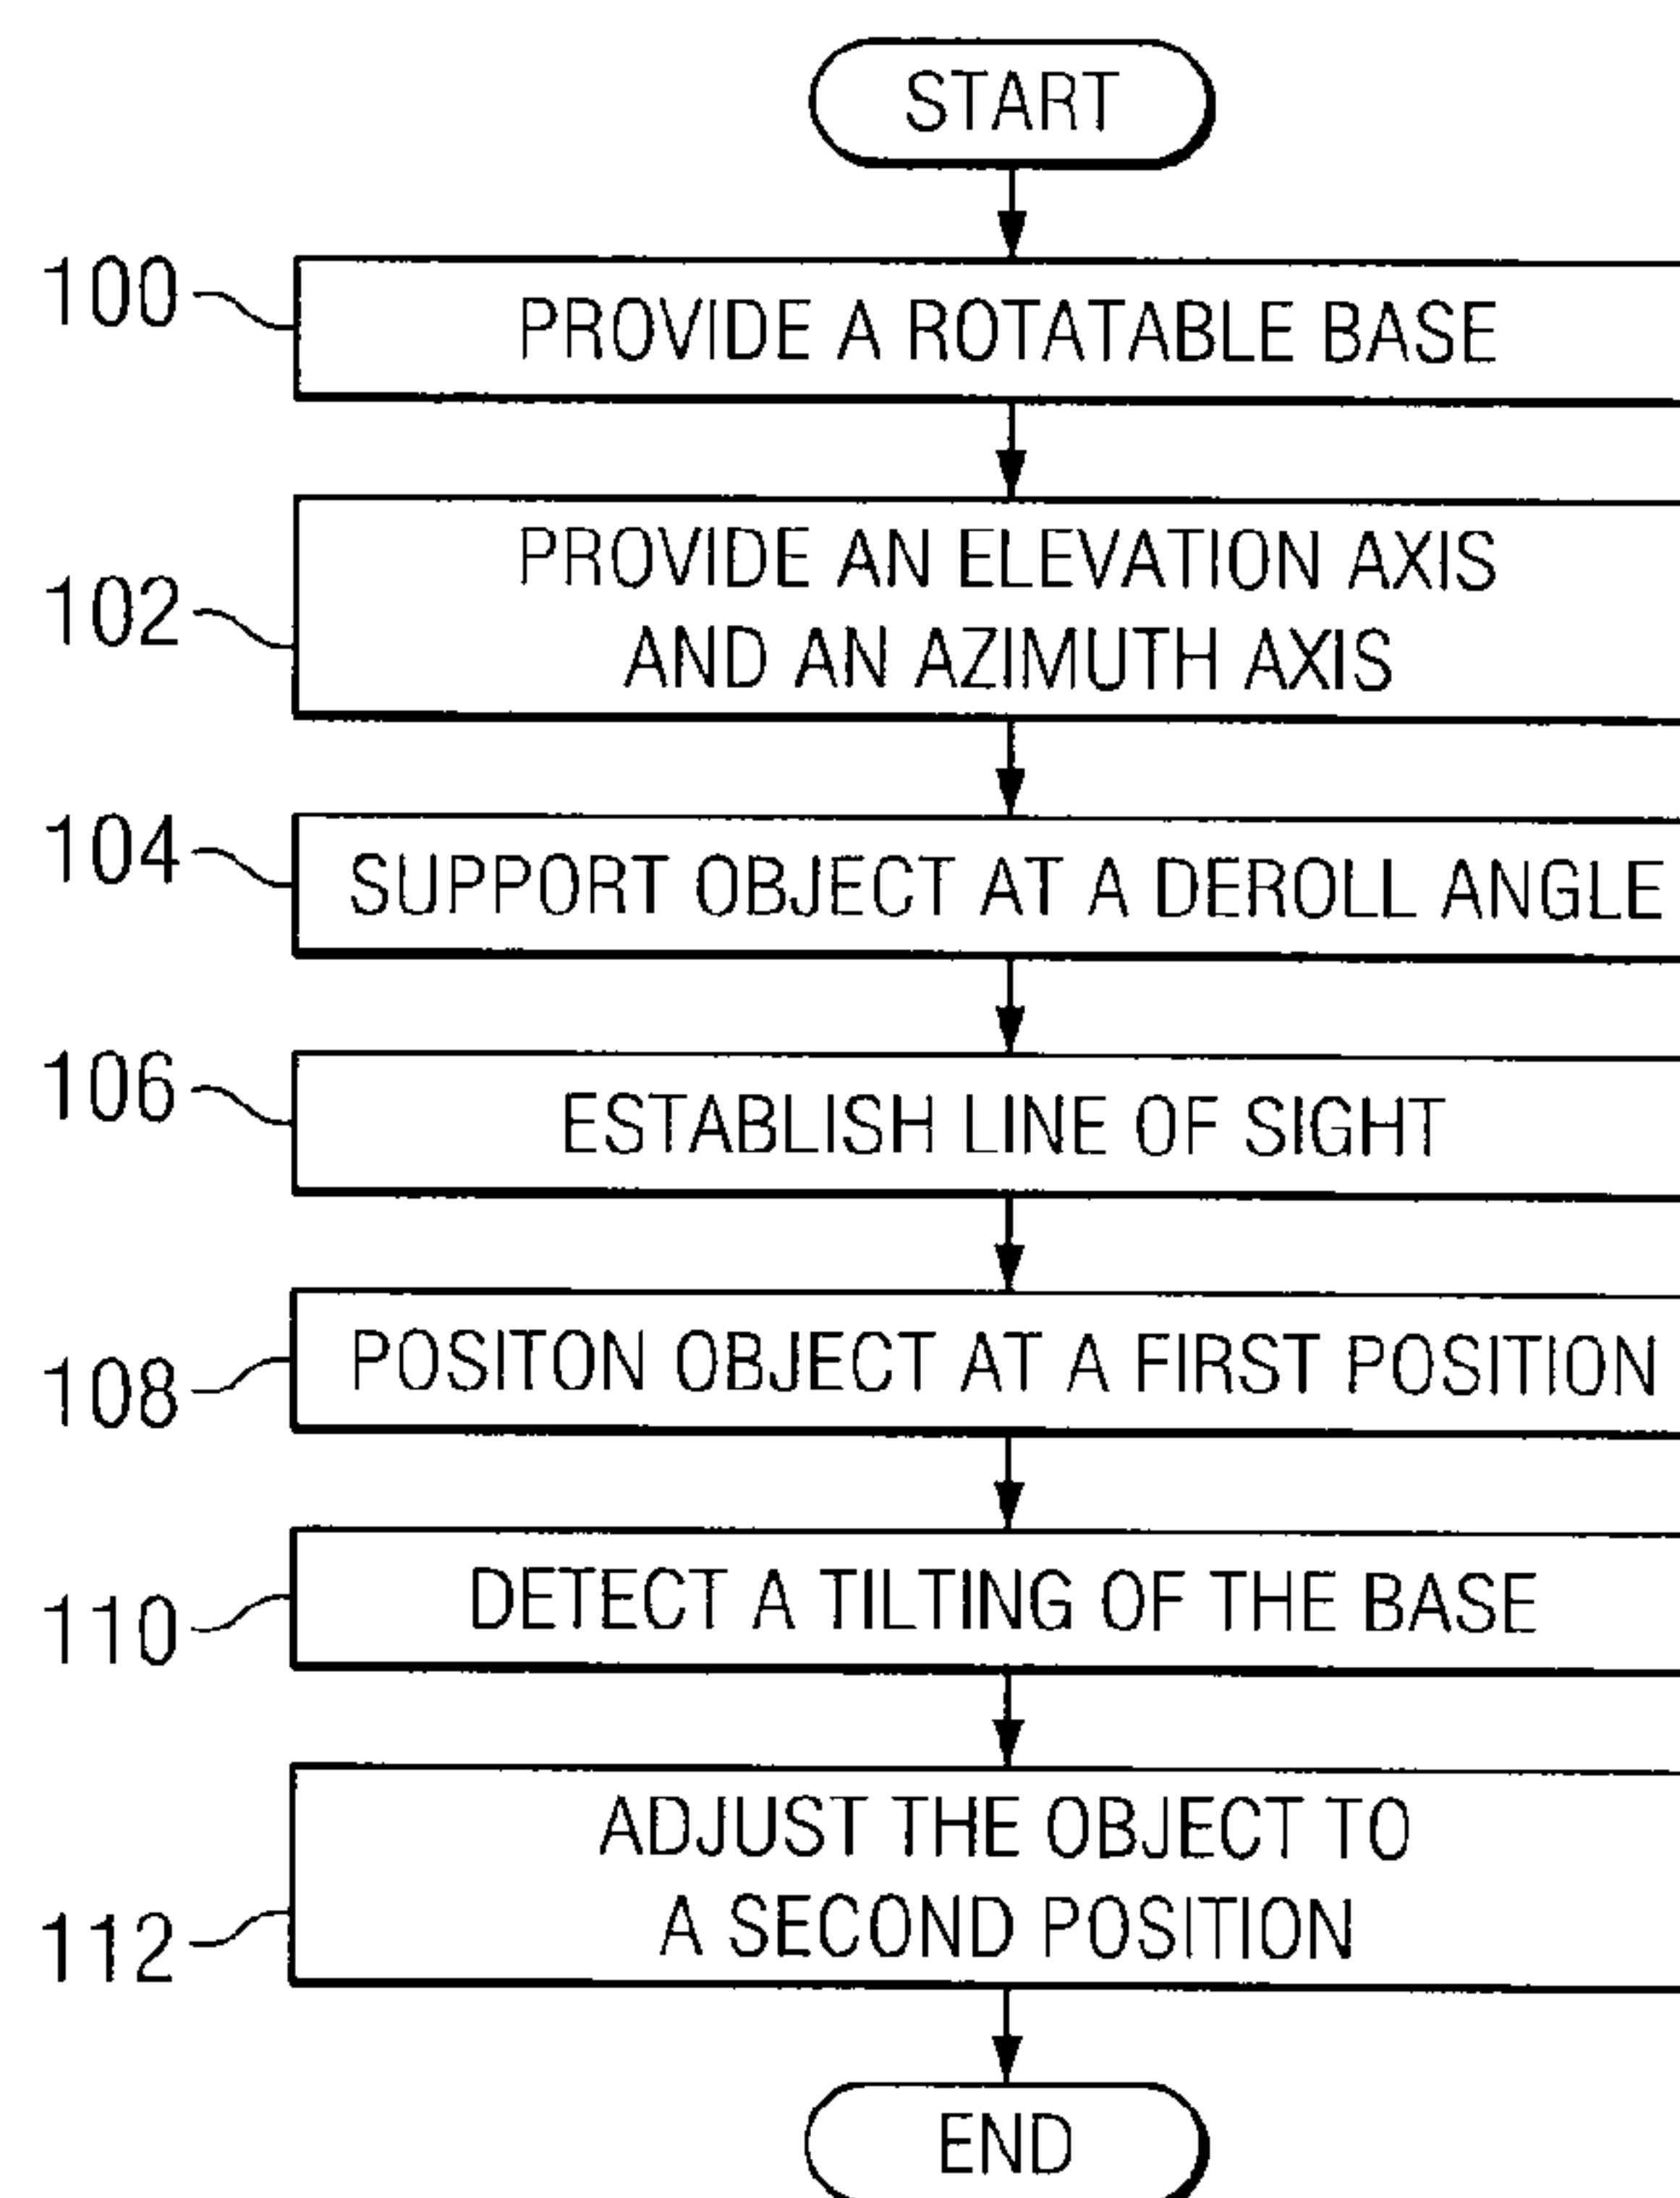 START
100
PROVIDE A ROTATABLE BASE
102
PROVIDE AN ELEVATION AXIS
AND AN AZIMUTH AXIS
104
SUPPORT OBJECT AT A DEROLL ANGLE
106
ESTABLISH LINE OF SIGHT
108
POSITON OBJECT AT A FIRST POSITION
110
DETECT A TILTING OF THE BASE
112
ADJUST THE OBJECT TO
A SECOND POSITION
END